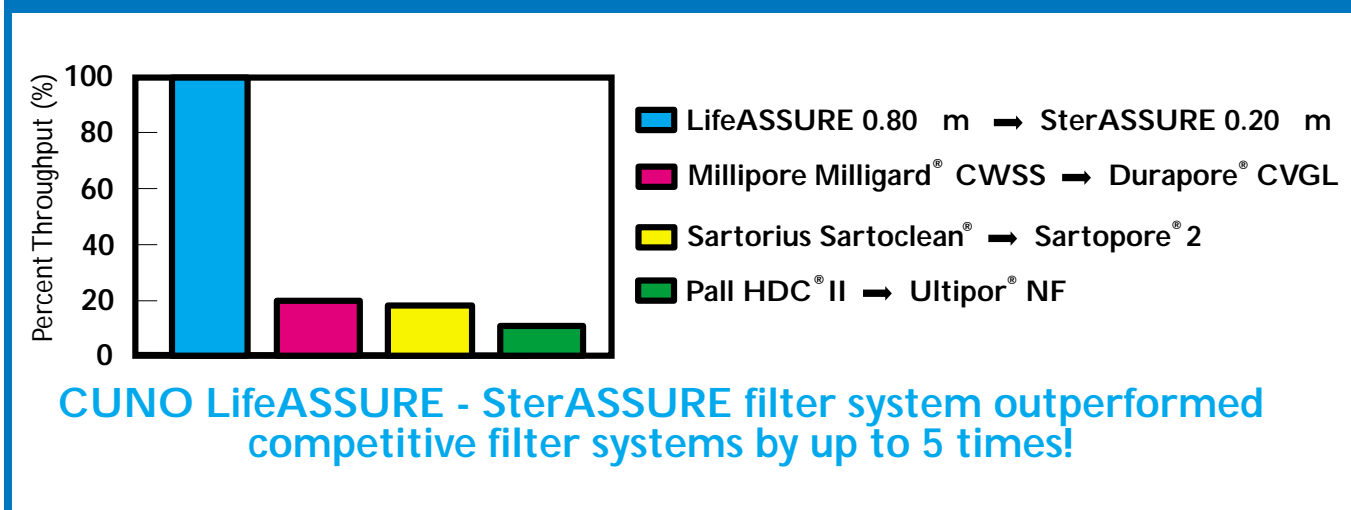 Percent Throughput (%)
100
80
60
40
20
0
LifeASSURE 0.80 m → SterASSURE 0.20 m
Millipore Milligard® CWSS → Durapore® CVGL
Sartorius Sartoclean® → Sartopore® 2
Pall HDC® II → Ultipor® NF
CUNO LifeASSURE - SterASSURE filter system outperformed
competitive filter systems by up to 5 times!